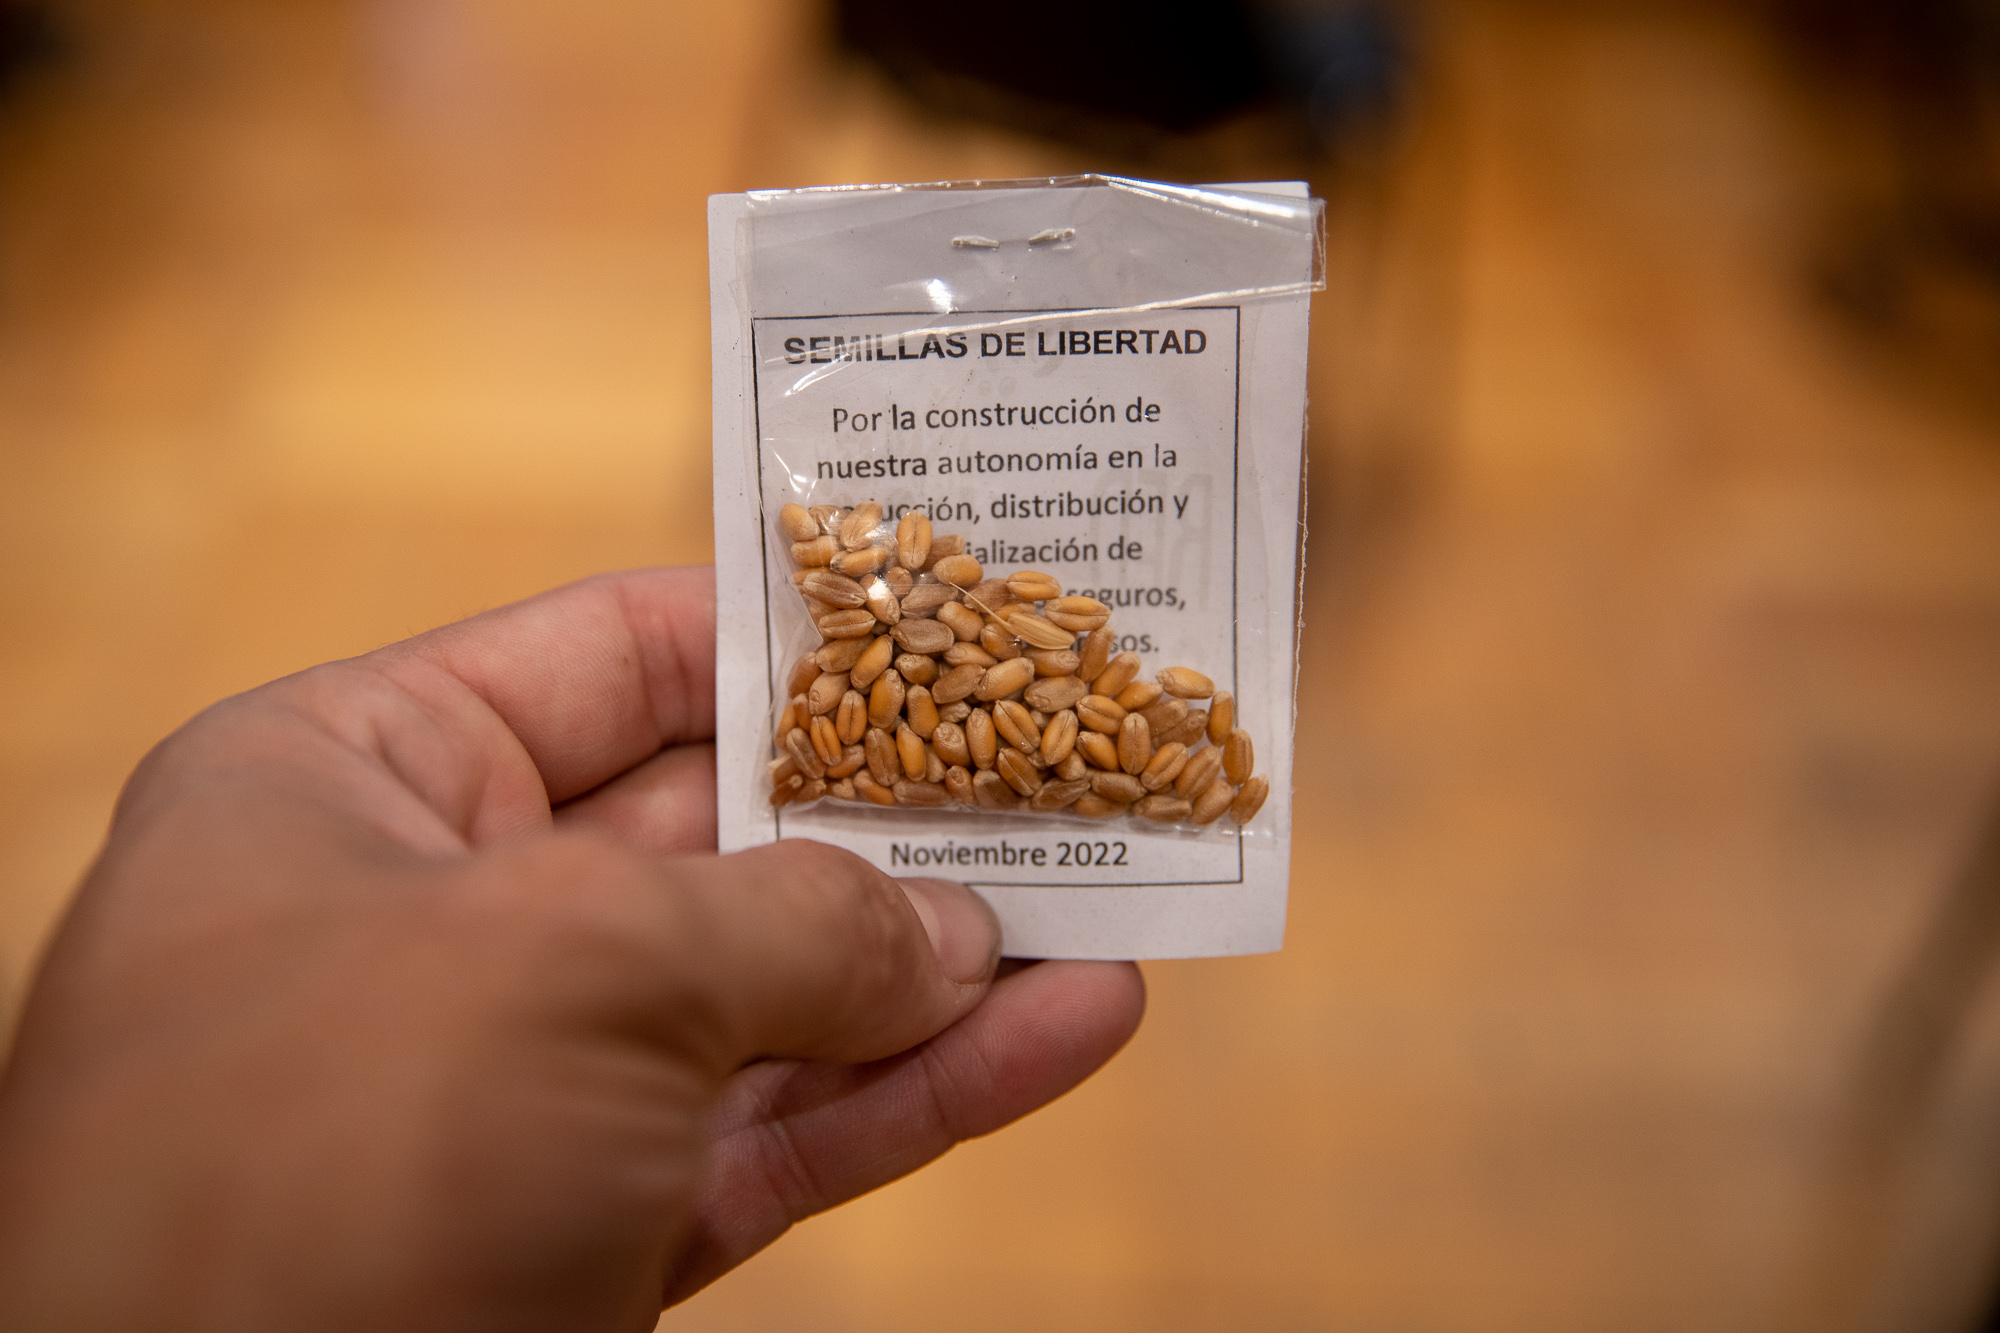 SEMILLAS DE LIBERTAD
Por la construcción de
nuestra autonomía en la
distribución y
de
seguros,
Noviembre 2022